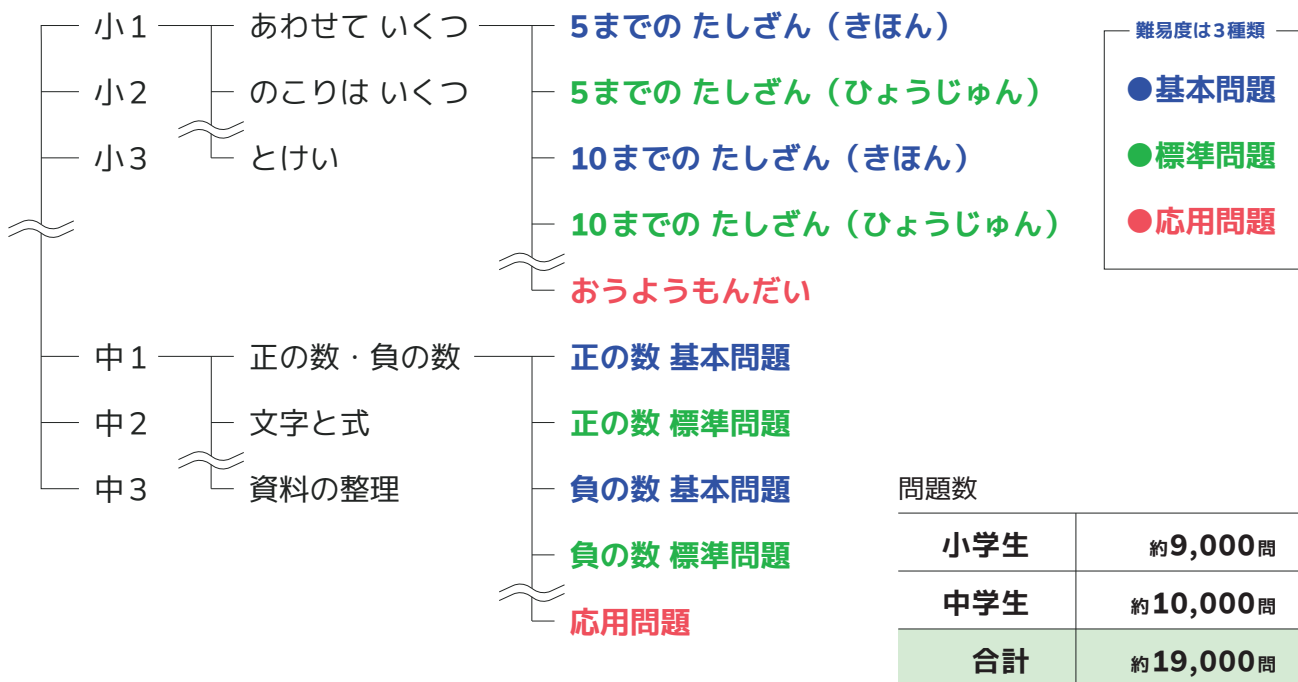 小1 あわせて いくつ 5までの たしざん（きほん）
小2 のこりは いくつ 5までの たしざん（ひょうじゅん）
小3 とけい 10までの たしざん（きほん）
10までの たしざん（ひょうじゅん）
おうようもんだい
中1 正の数・負の数 正の数 基本問題
中2 文字と式 正の数 標準問題
中3 資料の整理 負の数 基本問題
負の数 標準問題
応用問題
難易度は3種類
●基本問題
●標準問題
●応用問題
問題数
小学生 約9,000問
中学生 約10,000問
合計 約19,000問